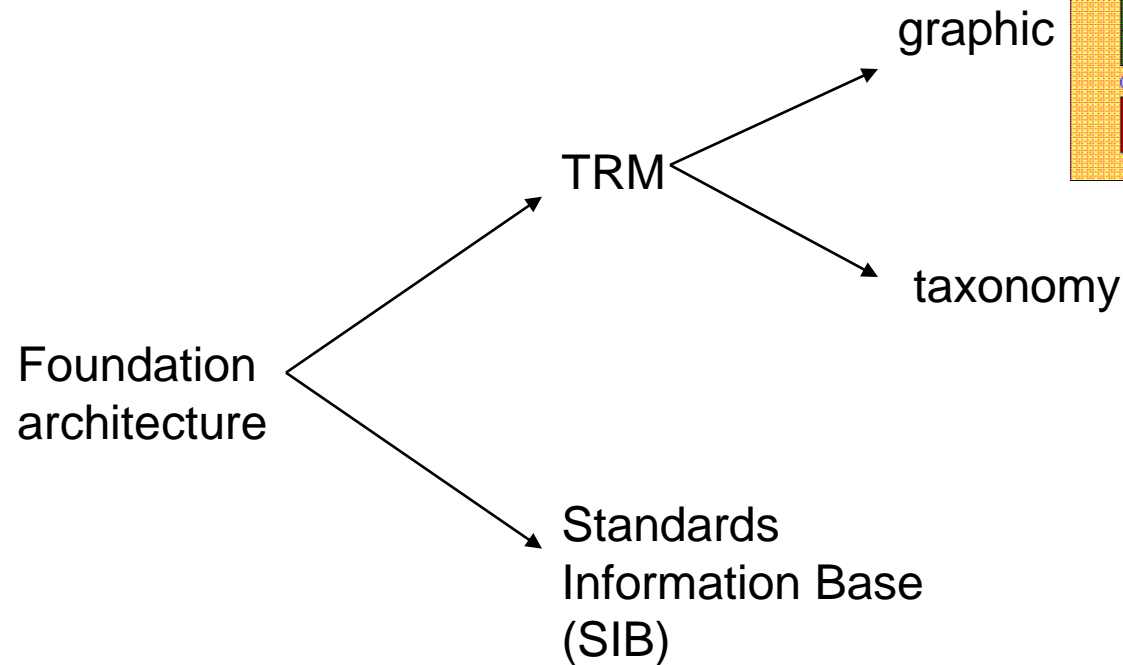 graphic
TRM
taxonomy
Foundation
architecture
Standards
Information Base
(SIB)